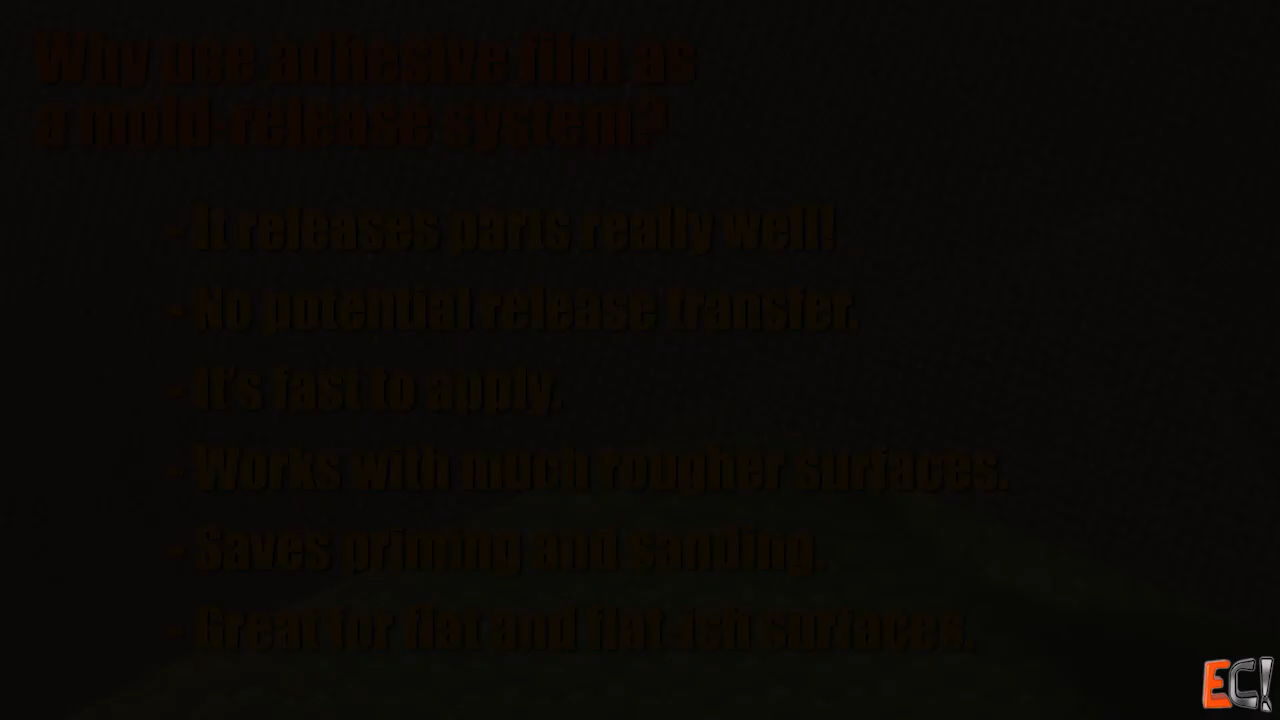 Why use adhesive film as
a mold-release system?
- It releases parts really well!
- No potential release transfer.
- It's fast to apply.
- Works with much rougher surfaces.
- Saves priming and sanding.
- Great for flat and flat-ish surfaces.
EC!